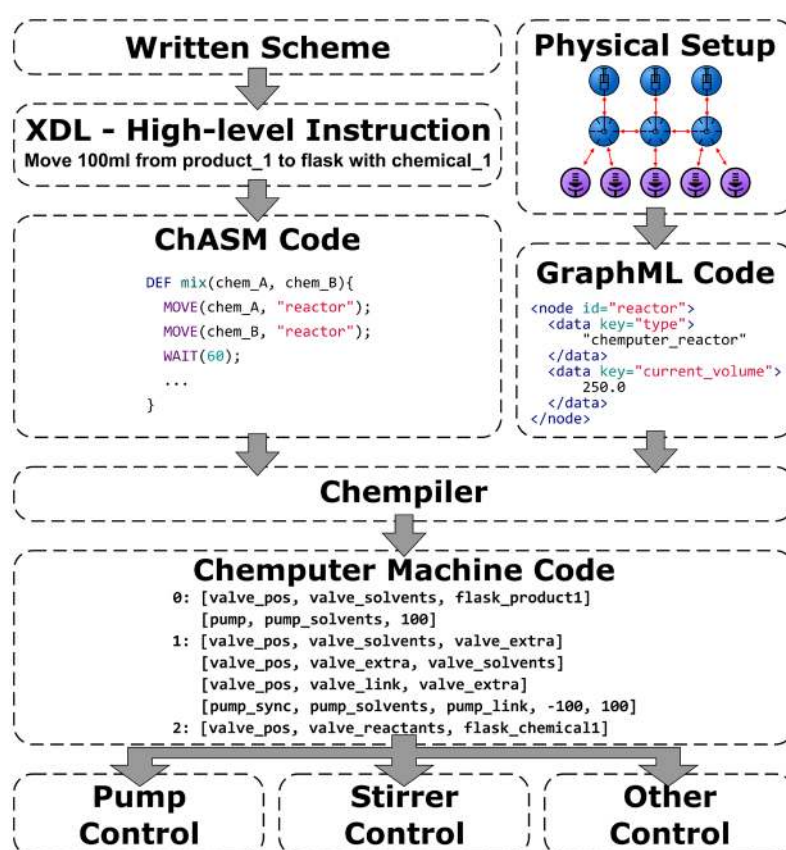 Written Scheme
XDL - High-level Instruction
Move 100ml from product_1 to flask with chemical_1
ChASM Code
DEF mix(chem_A, chem_B){
MOVE(chem_A, "reactor");
MOVE(chem_B, "reactor");
WAIT(60);
...
}
Physical Setup
GraphML Code
<node id="reactor">
<data key="type">
"chemputer_reactor"
</data>
<data key="current_volume">
250.0
</data>
</node>
Chempiler
Chemputer Machine Code
0: [valve_pos, valve_solvents, flask_product1]
[pump, pump_solvents, 100]
1: [valve_pos, valve_solvents, valve_extra]
[valve_pos, valve_extra, valve_solvents]
[valve_pos, valve_link, valve_extra]
[pump_sync, pump_solvents, pump_link, -100, 100]
2: [valve_pos, valve_reactants, flask_chemical1]
Pump
Control
Stirrer
Control
Other
Control